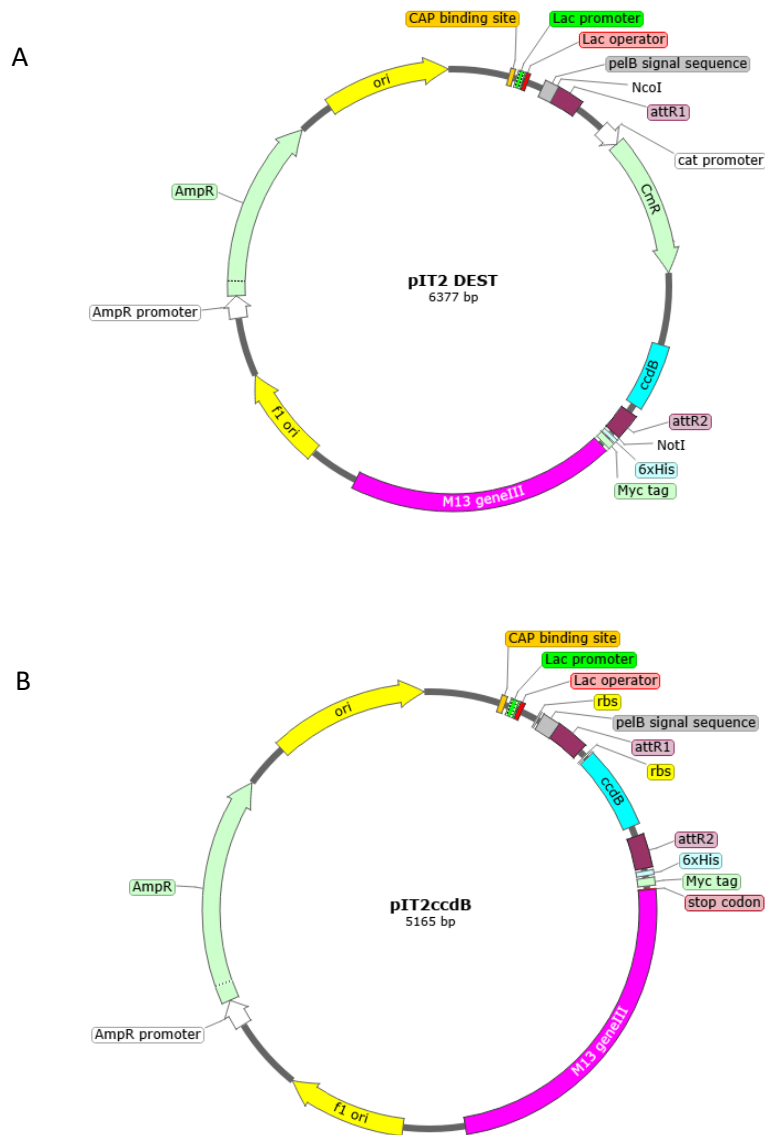 A
CAP binding site
Lac promoter
Lac operator
pelB signal sequence
NcoI
attR1
cat promoter
CmR
ori
AmpR
AmpR promoter
pIT2 DEST
6377 bp
ccdB
attR2
NotI
6xHis
Myc tag
M13 geneIII
f1 ori
B
CAP binding site
Lac promoter
Lac operator
rbs
pelB signal sequence
attR1
rbs
ccdB
ori
AmpR
AmpR promoter
pIT2ccdB
5165 bp
attR2
6xHis
Myc tag
stop codon
M13 geneIII
f1 ori